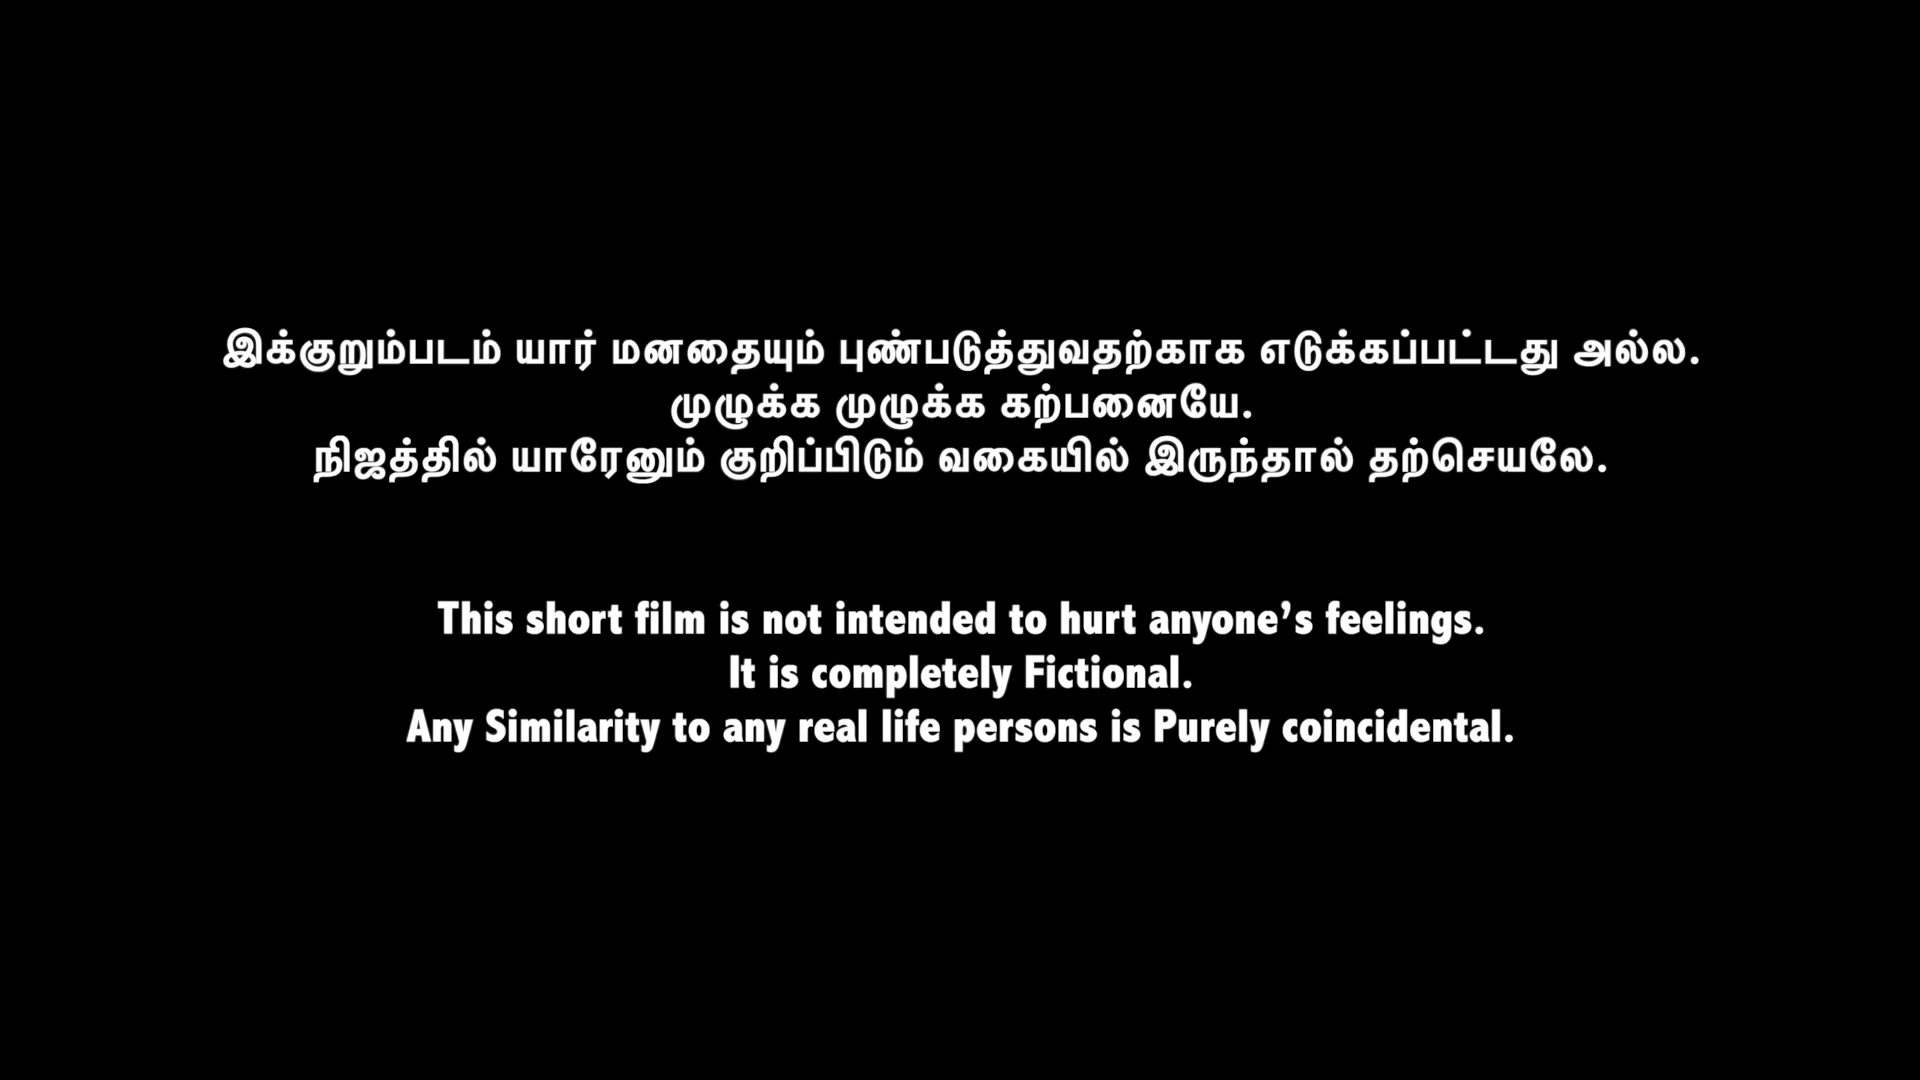 இக்குறும்படம் யார் மனதையும் புண்படுத்துவதற்காக எடுக்கப்பட்டது அல்ல.
முழுக்க முழுக்க கற்பனையே.
நிஜத்தில் யாரேனும் குறிப்பிடும் வகையில் இருந்தால் தற்செயலே.
This short film is not intended to hurt anyone’s feelings.
It is completely Fictional.
Any Similarity to any real life persons is Purely coincidental.